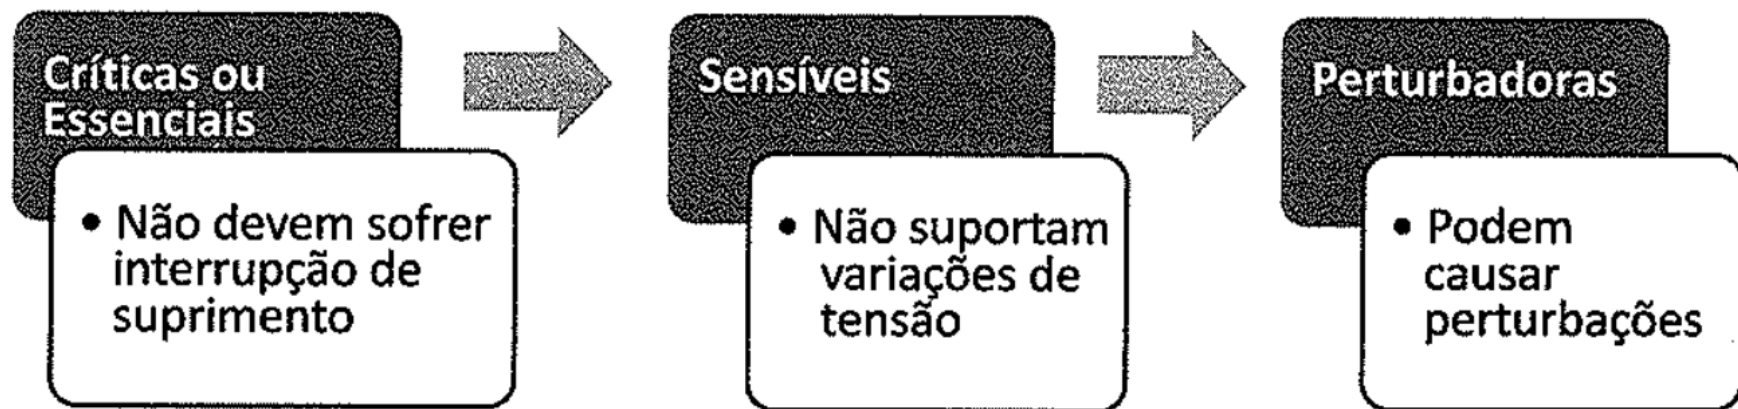 Críticas ou
Essenciais
• Não devem sofrer
interrupção de
suprimento
Sensíveis
• Não suportam
variações de
tensão
Perturbadoras
• Podem
causar
perturbações